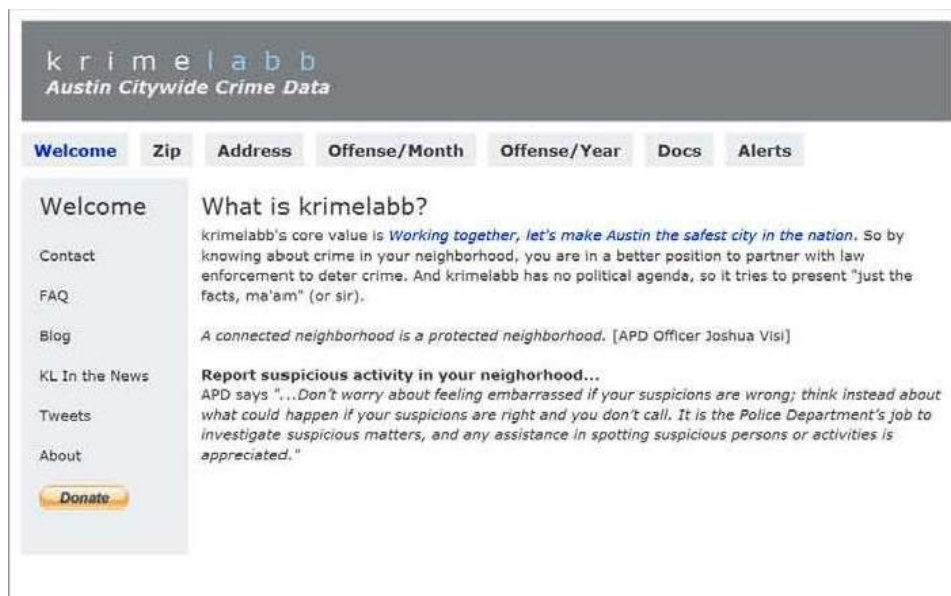 krimelabb
Austin Citywide Crime Data
Welcome Zip Address Offense/Month Offense/Year Docs Alerts
Welcome
Contact
FAQ
Blog
KL In the News
Tweets
About
Donate
What is krimelabb?
krimelabb's core value is Working together, let's make Austin the safest city in the nation. So by
knowing about crime in your neighborhood, you are in a better position to partner with law
enforcement to deter crime. And krimelabb has no political agenda, so it tries to present "just the
facts, ma'am" (or sir).
A connected neighborhood is a protected neighborhood. [APD Officer Joshua Visi]
Report suspicious activity in your neighorhood...
APD says "...Don't worry about feeling embarrassed if your suspicions are wrong; think instead about
what could happen if your suspicions are right and you don't call. It is the Police Department's job to
investigate suspicious matters, and any assistance in spotting suspicious persons or activities is
appreciated."